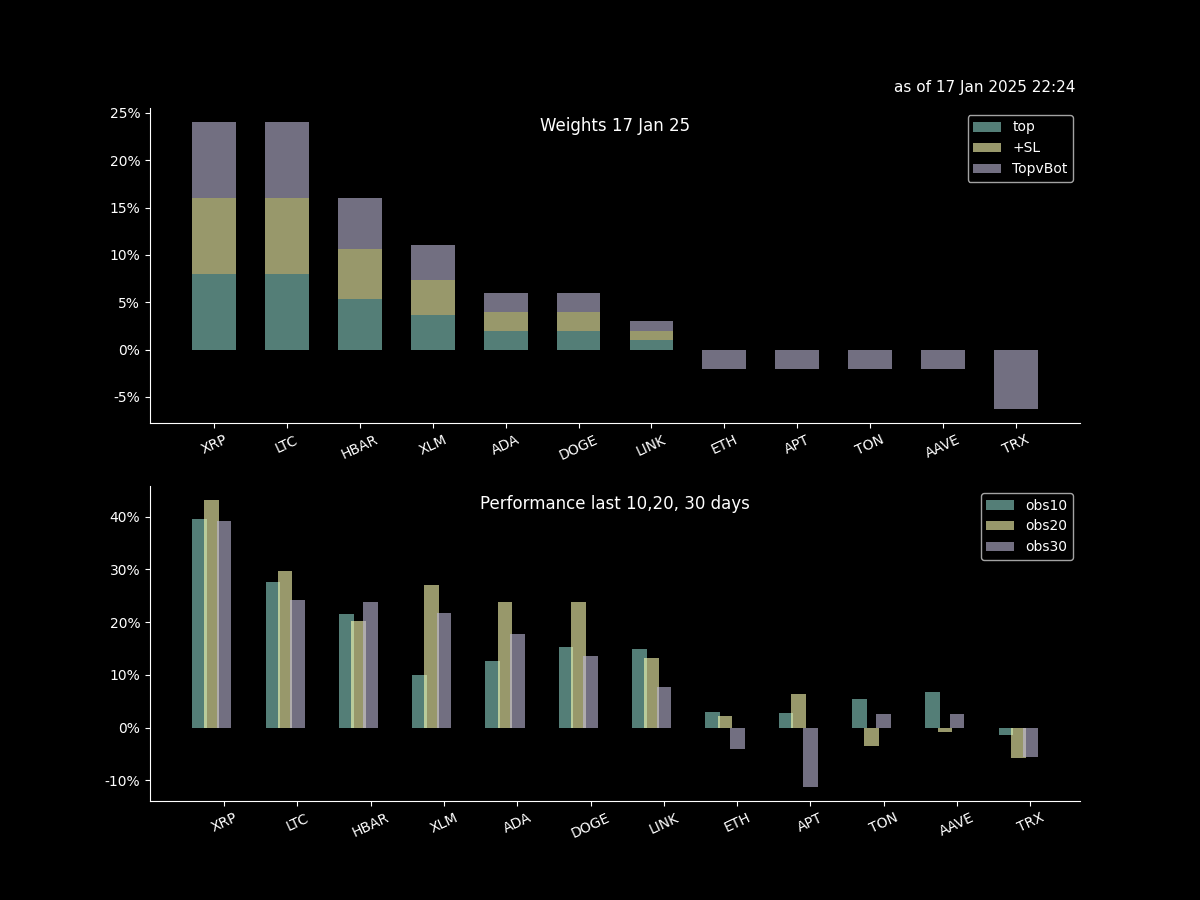 as of 17 Jan 2025 22:24
Weights 17 Jan 25
top
+SL
TopvBot
25%
20%
15%
10%
5%
0%
-5%
XRP LTC HBAR XLM ADA DOGE LINK ETH APT TON AAVE TRX
Performance last 10,20, 30 days
obs10
obs20
obs30
40%
30%
20%
10%
0%
-10%
XRP LTC HBAR XLM ADA DOGE LINK ETH APT TON AAVE TRX